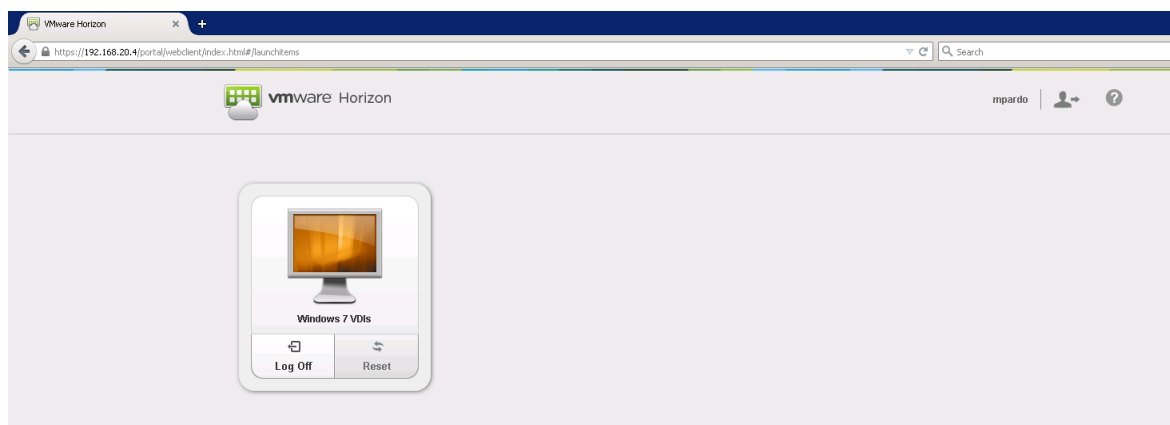 VMware Horizon
https://192.168.20.4/portal/webclient/index.html#/launchitems
Search
vmware Horizon
mpardo
Windows 7 VDIs
Log Off
Reset